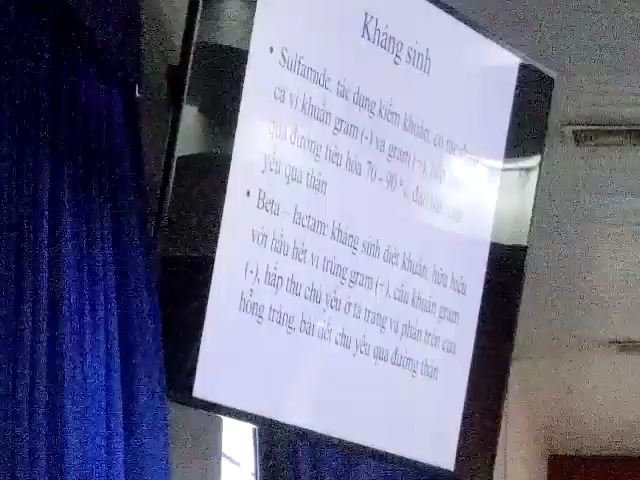 Kháng sinh
• Sulfamide: tác dụng kiềm khuẩn, có tác
cả vi khuẩn gram (-) và gram (+), hấp
qua đường tiêu hóa 70 - 90 %, đào
yếu qua thận
• Beta – lactam: kháng sinh diệt khuẩn, hữu hiệu
với hầu hết vi trùng gram (+), cầu khuẩn gram
(-), hấp thu chủ yếu ở tá tràng và phần trên của
hỗng tràng, bài tiết chủ yếu qua đường thận